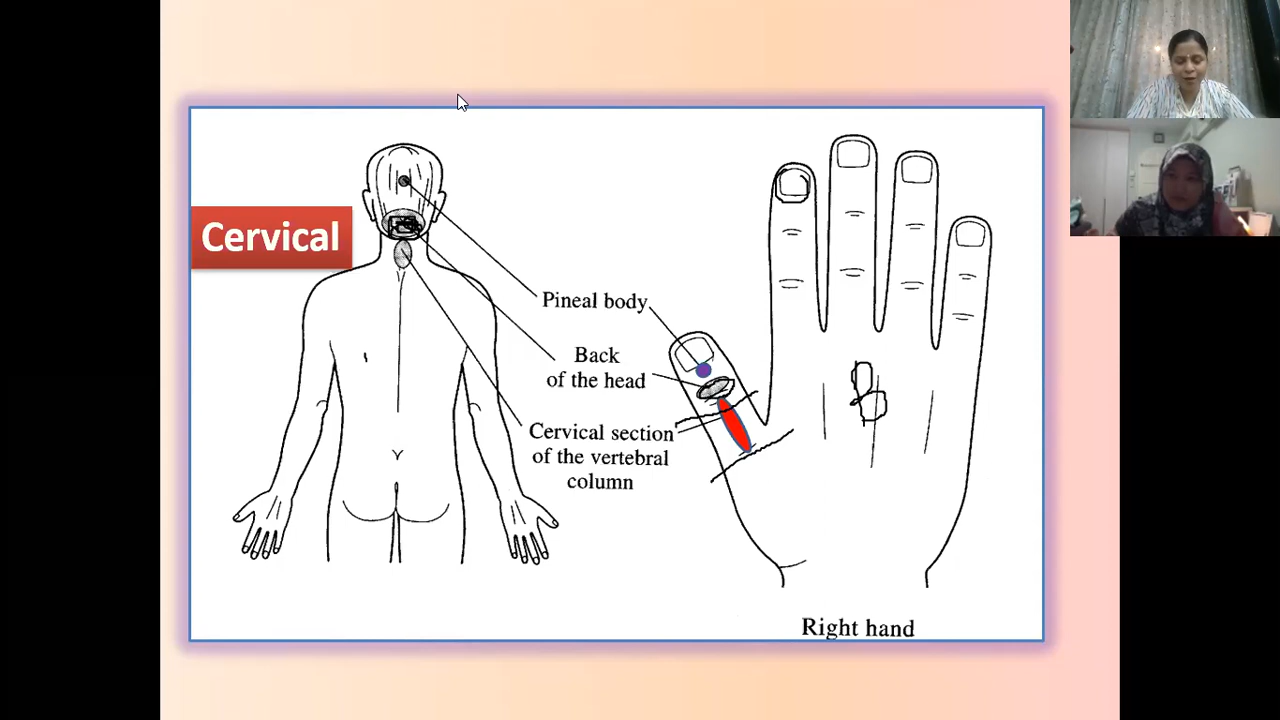 Cervical
Pineal body
Back
of the head
Cervical section
of the vertebral
column
Right hand